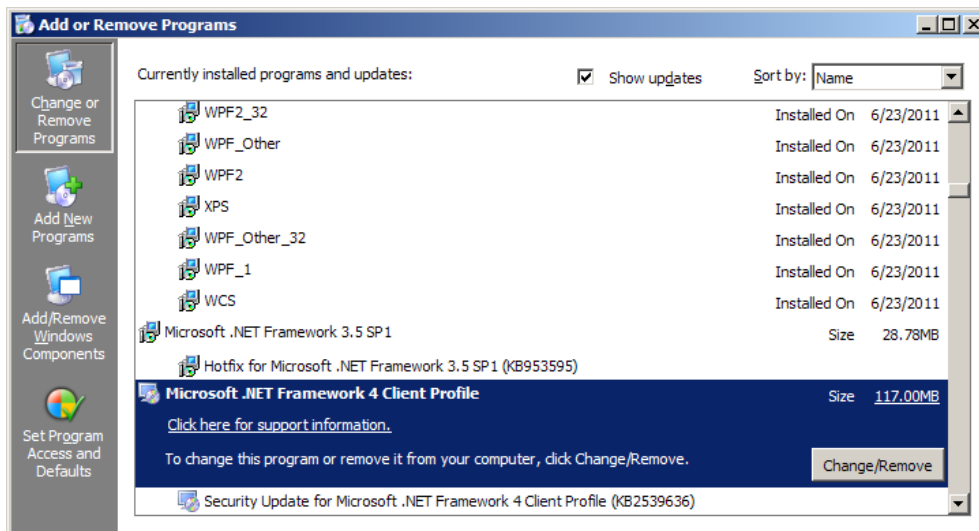 Add or Remove Programs
Change or
Remove
Programs
Add New
Programs
Add/Remove
Windows
Components
Set Program
Access and
Defaults
Currently installed programs and updates:
Show updates
Sort by: Name
WPF2_32 Installed On 6/23/2011
WPF_Other Installed On 6/23/2011
WPF2 Installed On 6/23/2011
XPS Installed On 6/23/2011
WPF_Other_32 Installed On 6/23/2011
WPF_1 Installed On 6/23/2011
WCS Installed On 6/23/2011
Microsoft .NET Framework 3.5 SP1 Size 28.78MB
Hotfix for Microsoft .NET Framework 3.5 SP1 (KB953595)
Microsoft .NET Framework 4 Client Profile Size 117.00MB
Click here for support information.
To change this program or remove it from your computer, click Change/Remove. Change/Remove
Security Update for Microsoft .NET Framework 4 Client Profile (KB2539636)